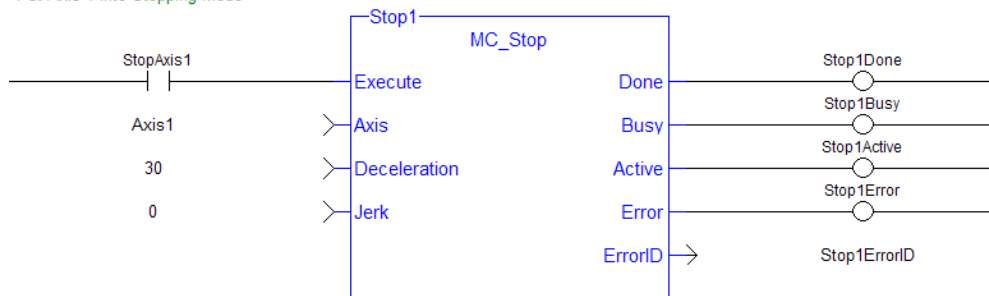 Stop1
MC_Stop
StopAxis1
Execute
Done
Stop1Done
Axis1
Axis
Busy
Stop1Busy
30
Deceleration
Active
Stop1Active
0
Jerk
Error
Stop1Error
ErrorID
Stop1ErrorID